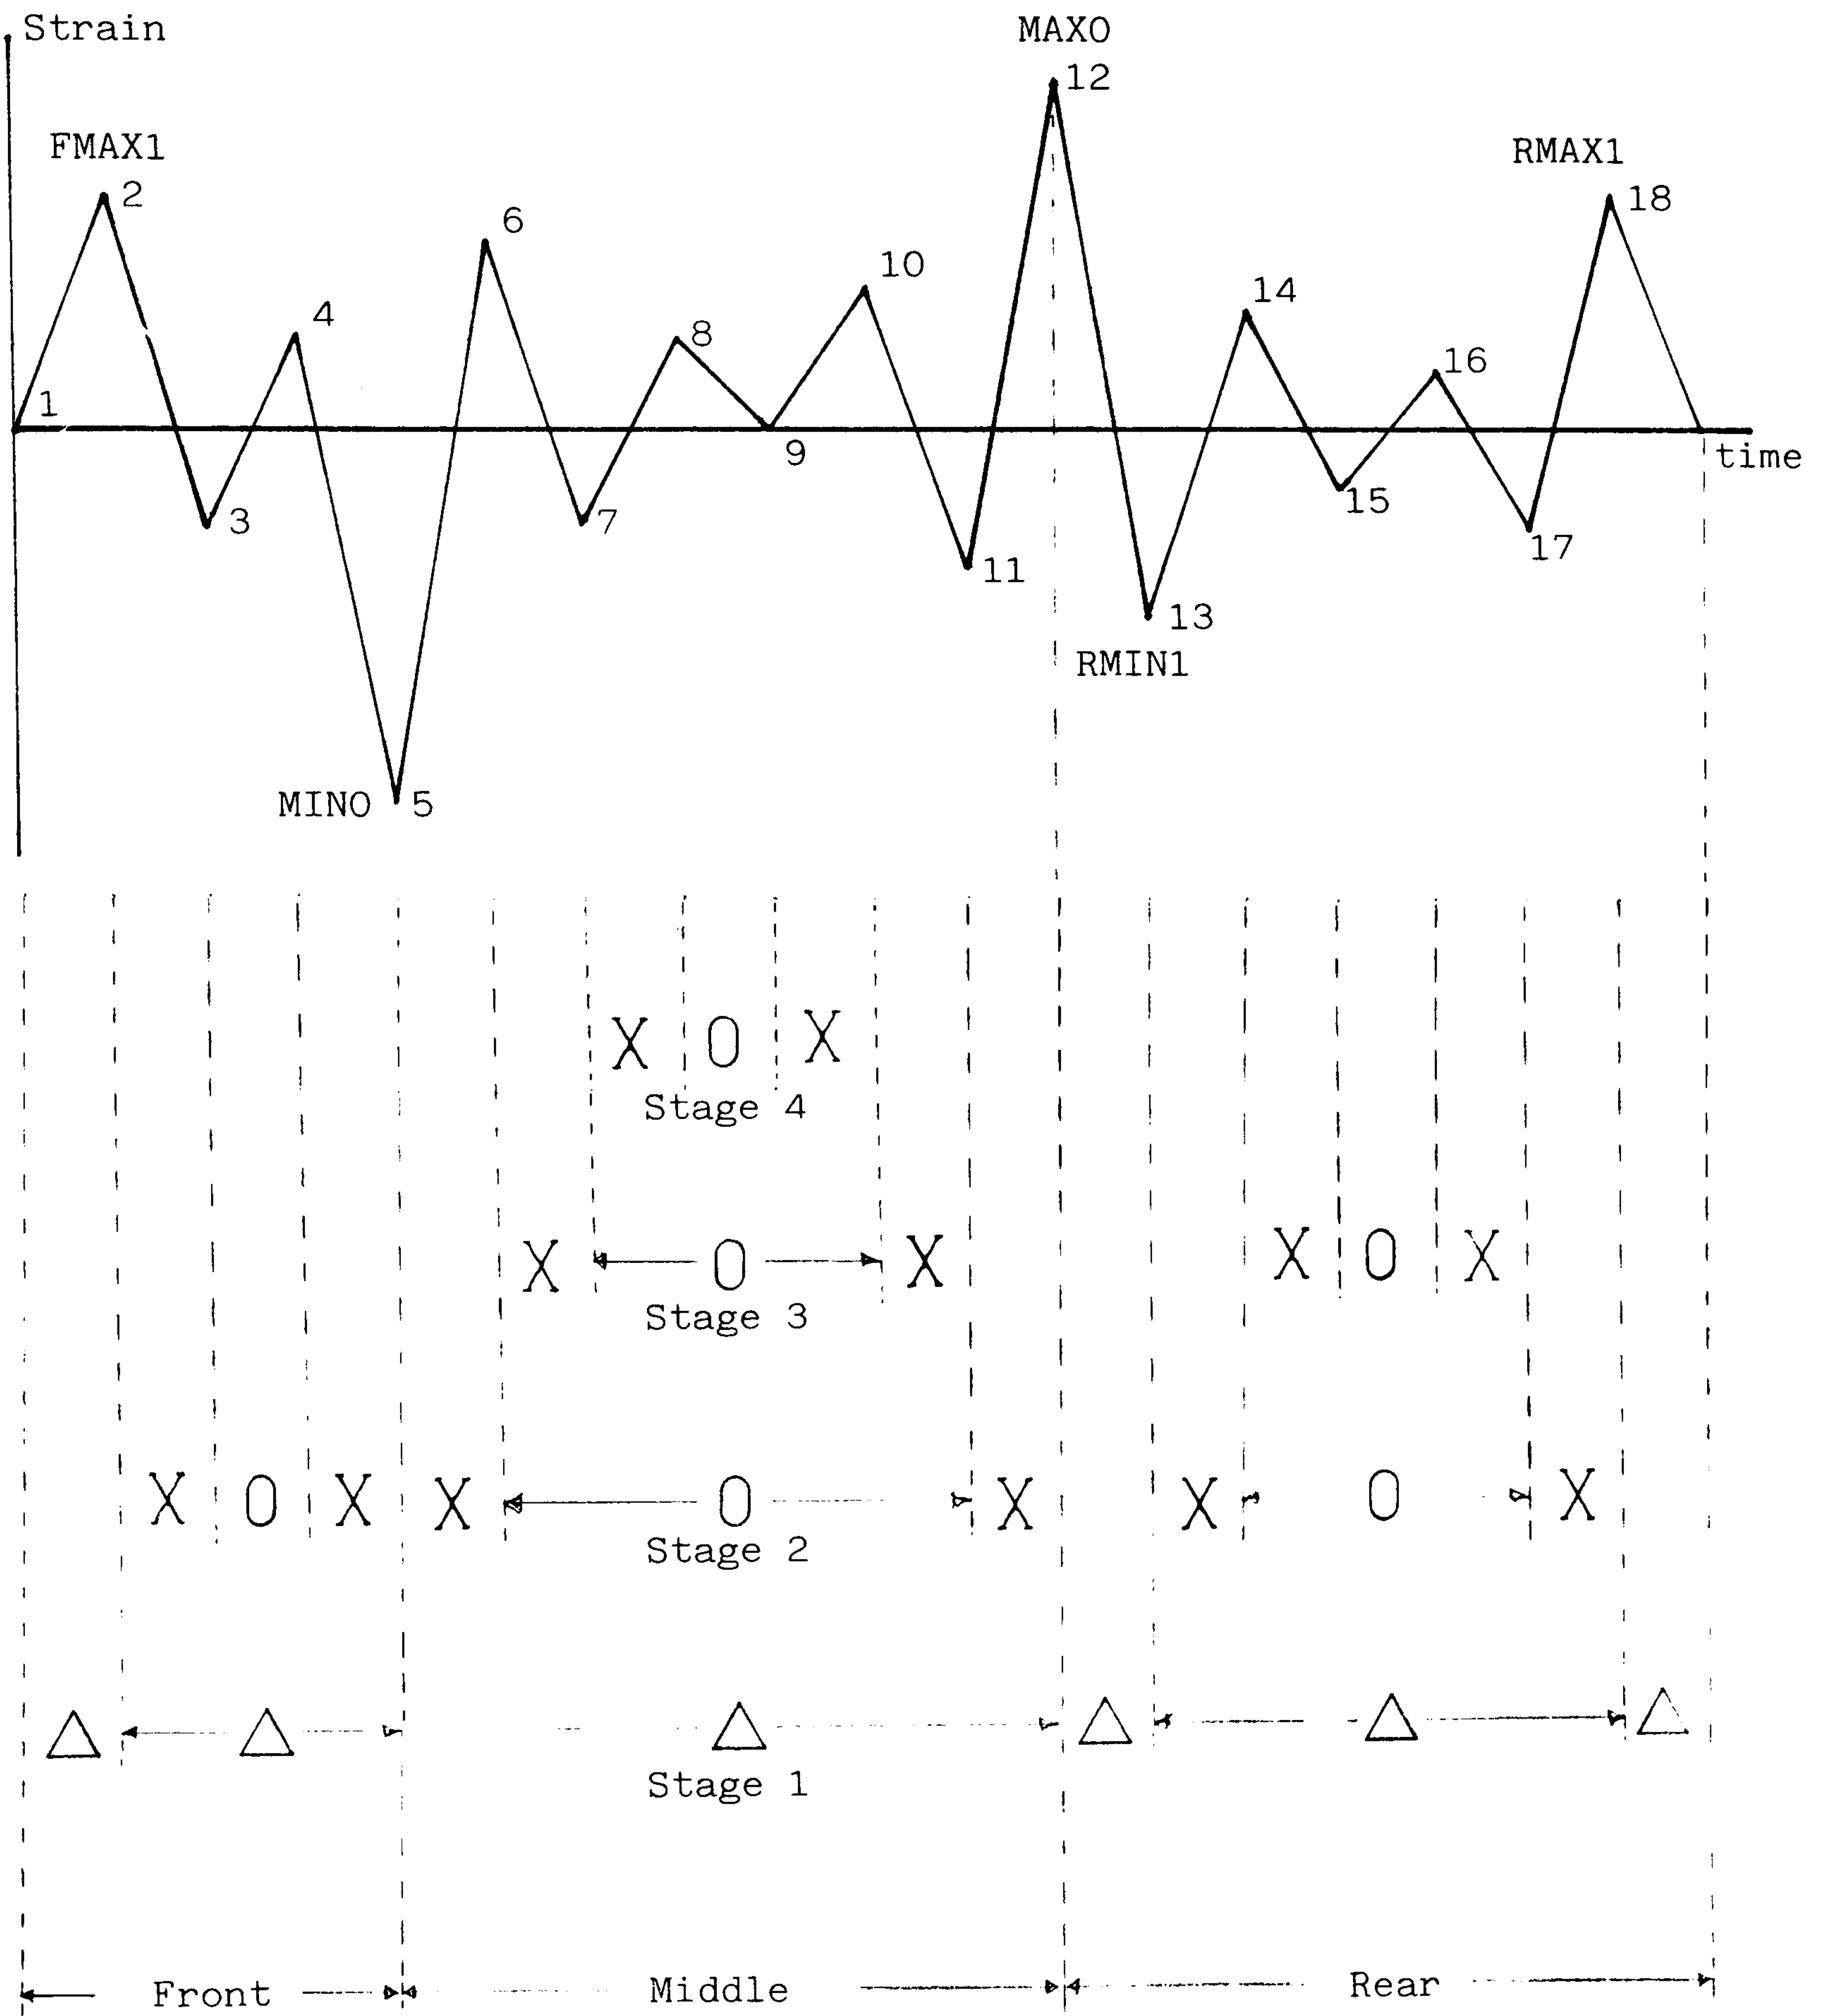 Strain
MAXO
12
FMAX1
RMAX1
2
18
6
10
14
4
8
16
1
9
time
3
7
15
11
17
13
RMIN1
MINO 5
X O X
Stage 4
X O X X O X
Stage 3
X O X X O X X O X
Stage 2
Stage 1
Front Middle Rear